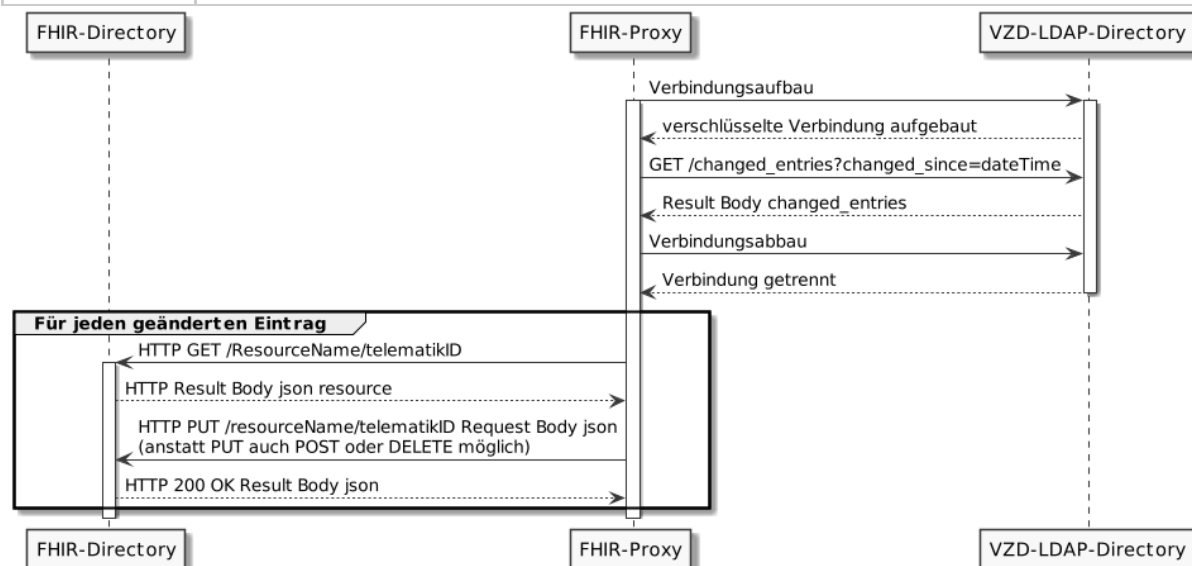 FHIR-Directory
FHIR-Proxy
VZD-LDAP-Directory
Verbindungsaufbau
verschlüsselte Verbindung aufgebaut
GET /changed_entries?changed_since=dateTime
Result Body changed_entries
Verbindungsabbau
Verbindung getrennt
Für jeden geänderten Eintrag
HTTP GET /ResourceName/telematikID
HTTP Result Body json resource
HTTP PUT /resourceName/telematikID Request Body json
(anstatt PUT auch POST oder DELETE möglich)
HTTP 200 OK Result Body json
FHIR-Directory
FHIR-Proxy
VZD-LDAP-Directory